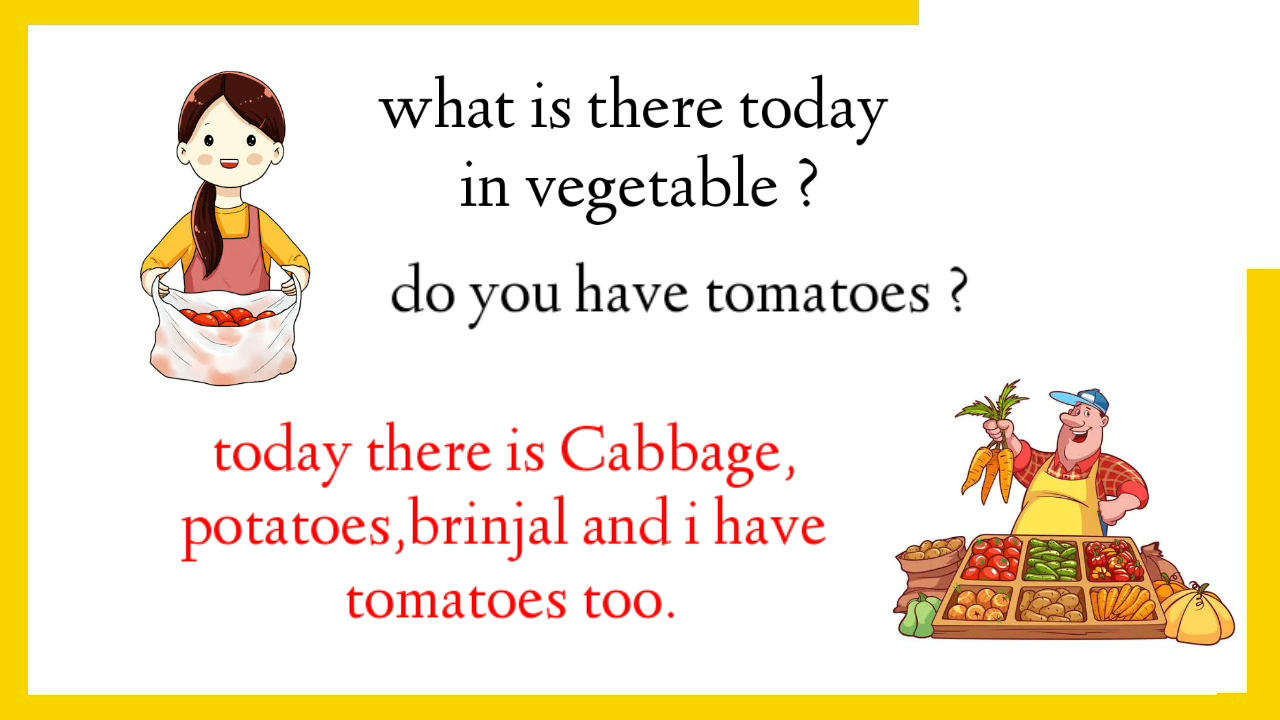 what is there today
in vegetable ?
do you have tomatoes ?
today there is Cabbage,
potatoes,brinjal and i have
tomatoes too.